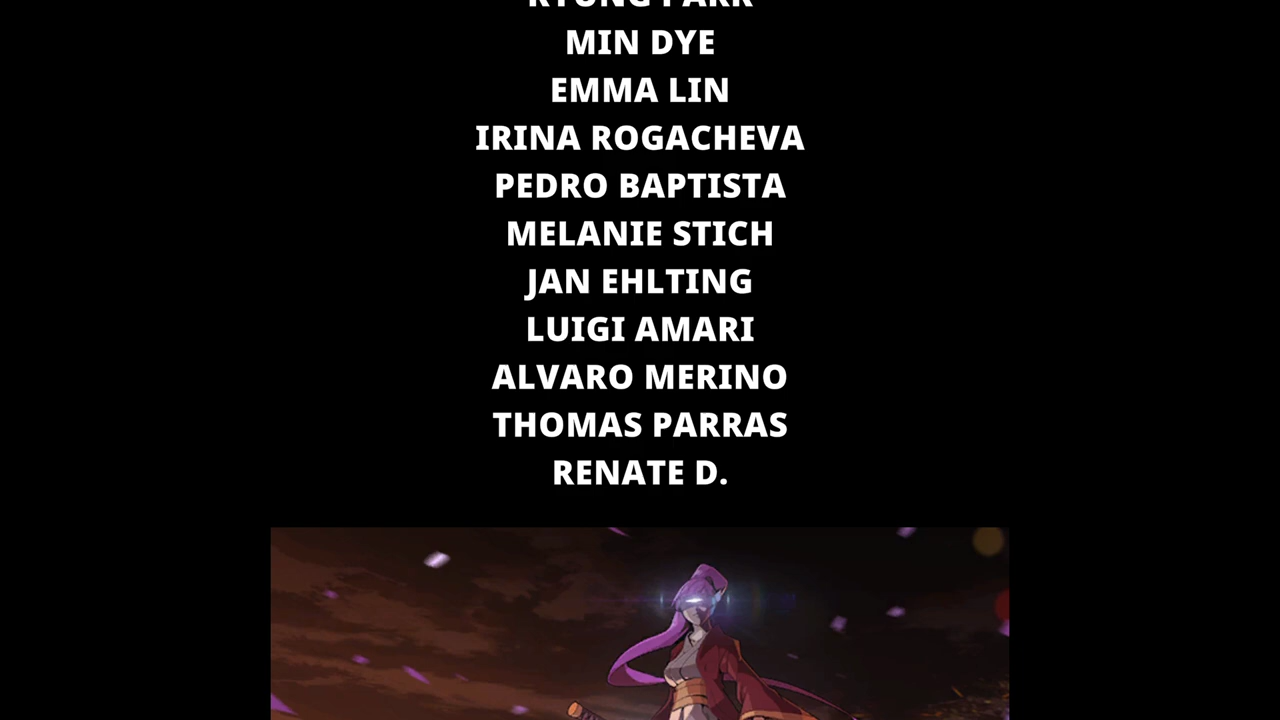 MIN DYE
EMMA LIN
IRINA ROGACHEVA
PEDRO BAPTISTA
MELANIE STICH
JAN EHLTING
LUIGI AMARI
ALVARO MERINO
THOMAS PARRAS
RENATE D.